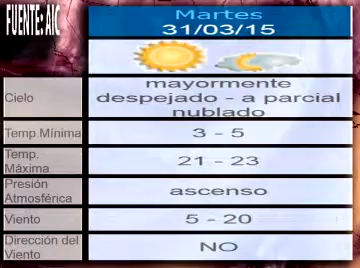 FUENTE: AIC
Martes
31/03/15
Cielo
mayormente
despejado - a parcial
nublado
Temp.Mínima
3 - 5
Temp.
Máxima
21 - 23
Presión
Atmosférica
ascenso
Viento
5 - 20
Dirección del
Viento
NO